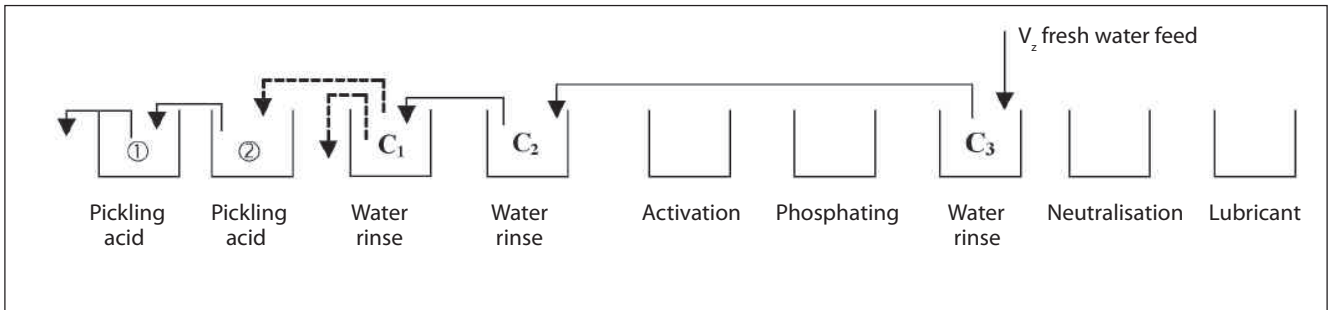 V_z fresh water feed
① ② C₁ C₂ C₃
Pickling acid
Pickling acid
Water rinse
Water rinse
Activation
Phosphating
Water rinse
Neutralisation
Lubricant